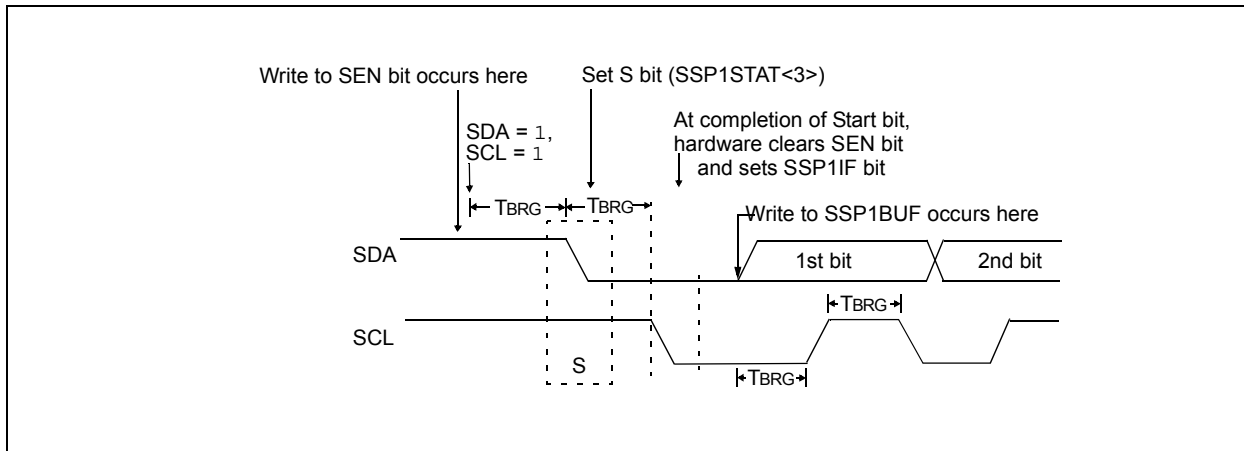 Write to SEN bit occurs here
Set S bit (SSP1STAT<3>)
SDA = 1,
SCL = 1
At completion of Start bit,
hardware clears SEN bit
and sets SSP1IF bit
TBRG
TBRG
Write to SSP1BUF occurs here
SDA
1st bit
2nd bit
TBRG
SCL
S
TBRG